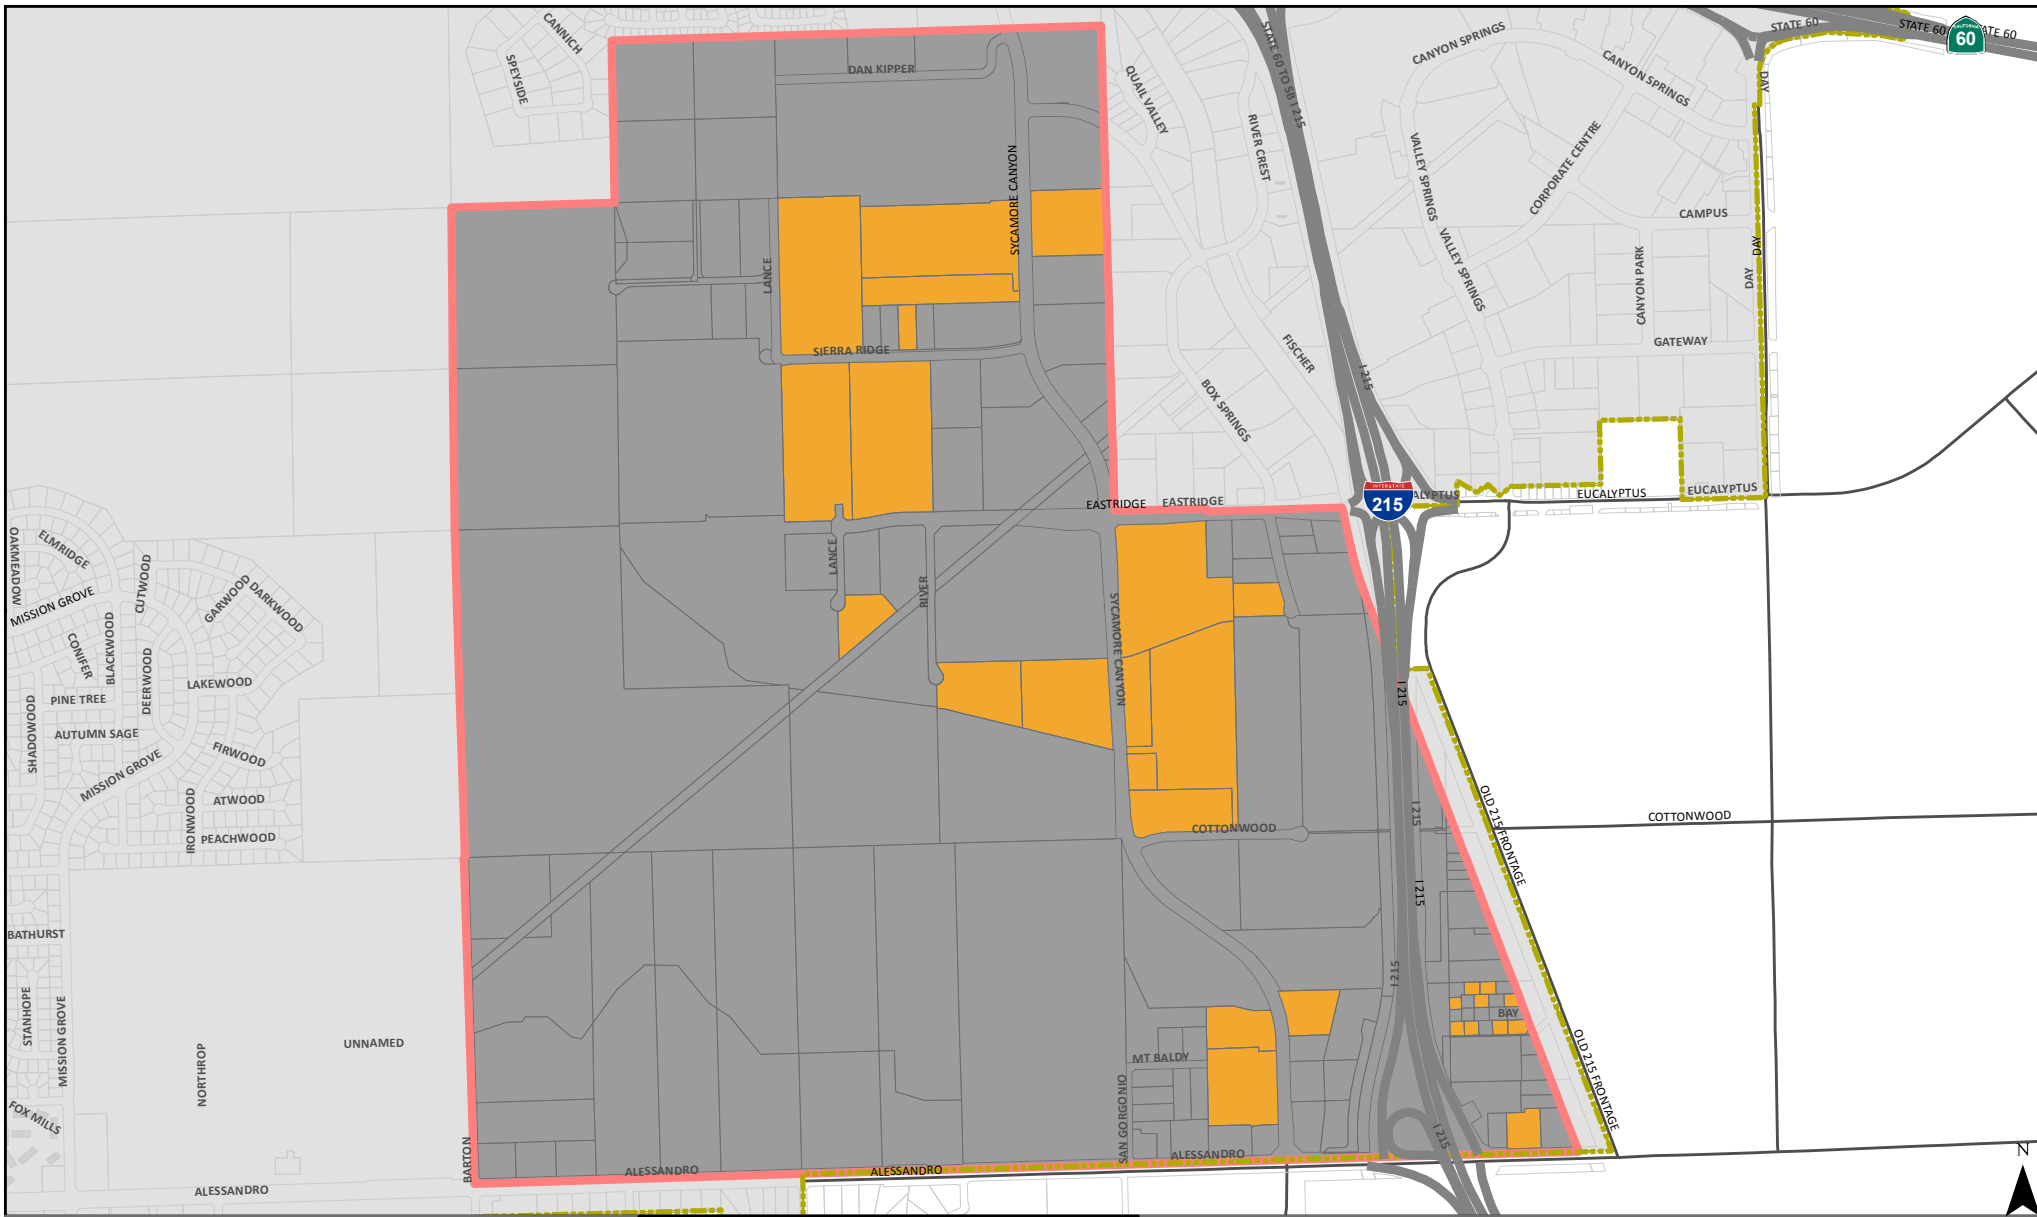 CANNICH
SPEYSIDE
DAN KIPPER
QUAIL VALLEY
RIVER CREST
STATE 60 TO SB I 215
CANYON SPRINGS
CANYON SPRINGS
STATE 60
STATE 60
STATE 60
CALIFORNIA
60
DAY
VALLEY SPRINGS
CORPORATE CENTRE
CAMPUS
SYCAMORE CANYON
LANCE
VALLEY SPRINGS
CANYON PARK
DAY
DAY
GATEWAY
SIERRA RIDGE
FISCHER
I 215
BOX SPRINGS
EASTRIDGE
EASTRIDGE
INTERSTATE
215
ALYPTUS
EUCALYPTUS
EUCALYPTUS
OAKMEADOW
ELMRIDGE
CUTWOOD
GARWOOD
DARKWOOD
MISSION GROVE
CONIFER
BLACKWOOD
DEERWOOD
LAKEWOOD
PINE TREE
SHADOWOOD
AUTUMN SAGE
MISSION GROVE
FIRWOOD
IRONWOOD
ATWOOD
PEACHWOOD
LANCE
RIVER
SYCAMORE CANYON
I 215
I 215
OLD 215 FRONTAGE
COTTONWOOD
COTTONWOOD
I 215
BATHURST
STANHOPE
MISSION GROVE
NORTHROP
UNNAMED
FOX MILLS
I 215
BAY
MT BALDY
SAN GORGONIO
OLD 215 FRONTAGE
I 215
BARTON
ALESSANDRO
ALESSANDRO
ALESSANDRO
ALESSANDRO
N